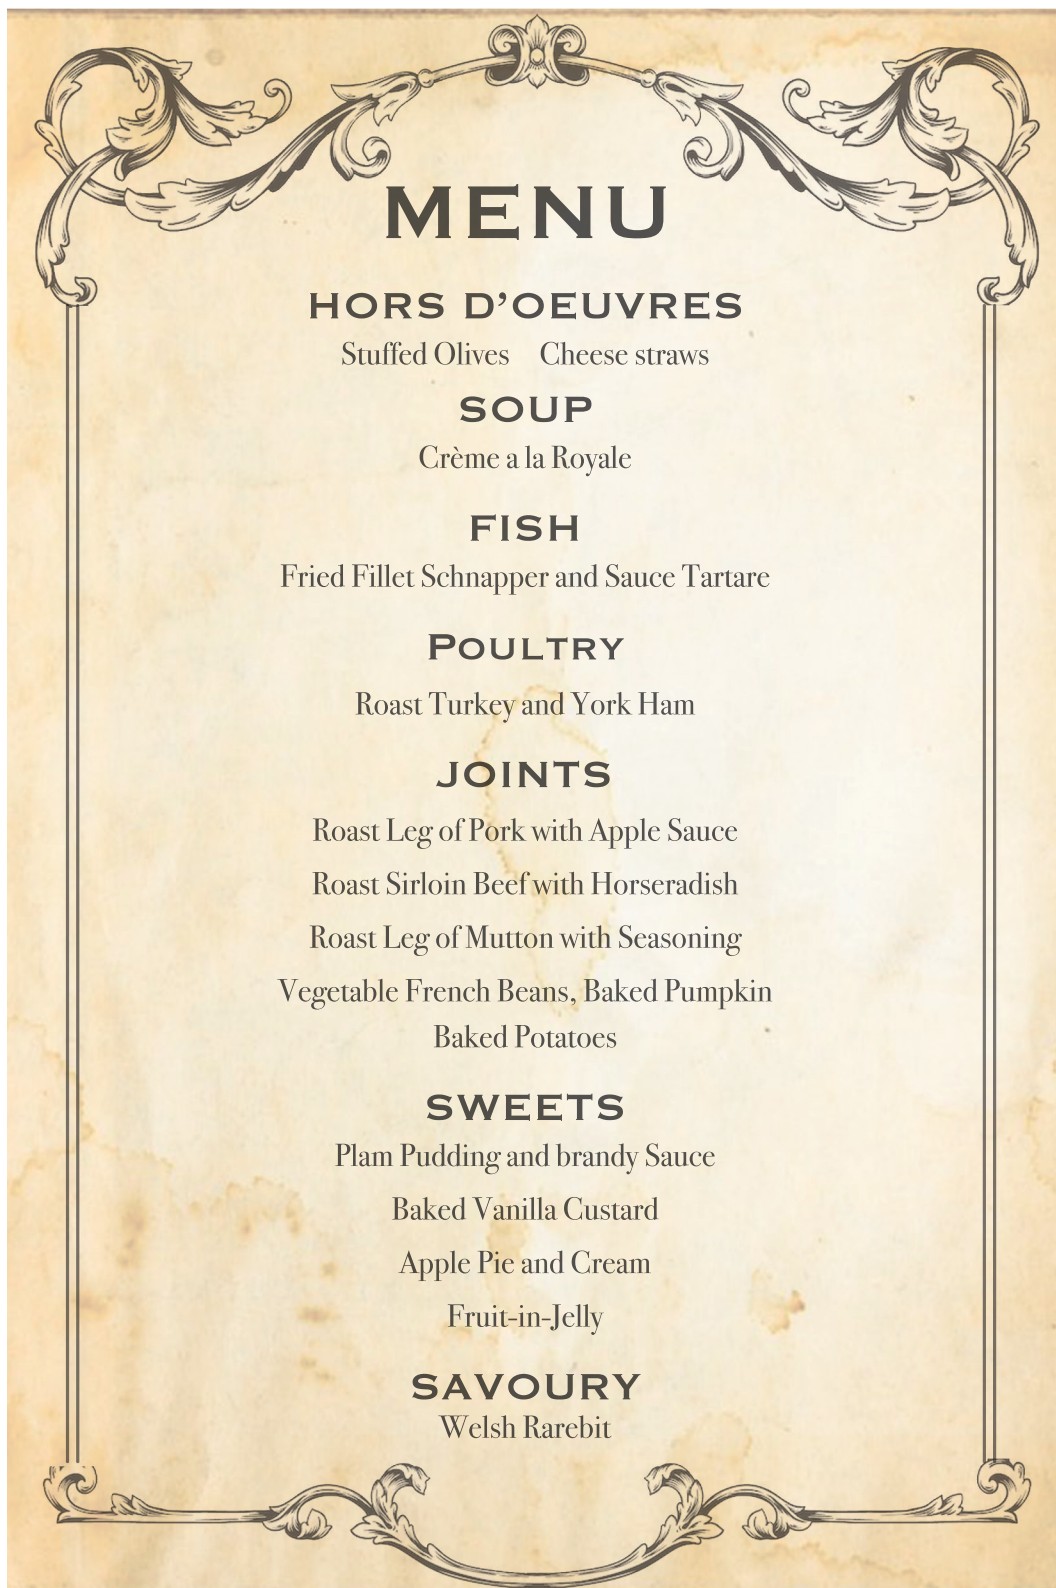 MENU
HORS D’OEUVRES
Stuffed Olives Cheese straws
SOUP
Crème a la Royale
FISH
Fried Fillet Schnapper and Sauce Tartare
POULTRY
Roast Turkey and York Ham
JOINTS
Roast Leg of Pork with Apple Sauce
Roast Sirloin Beef with Horseradish
Roast Leg of Mutton with Seasoning
Vegetable French Beans, Baked Pumpkin
Baked Potatoes
SWEETS
Plam Pudding and brandy Sauce
Baked Vanilla Custard
Apple Pie and Cream
Fruit-in-Jelly
SAVOURY
Welsh Rarebit